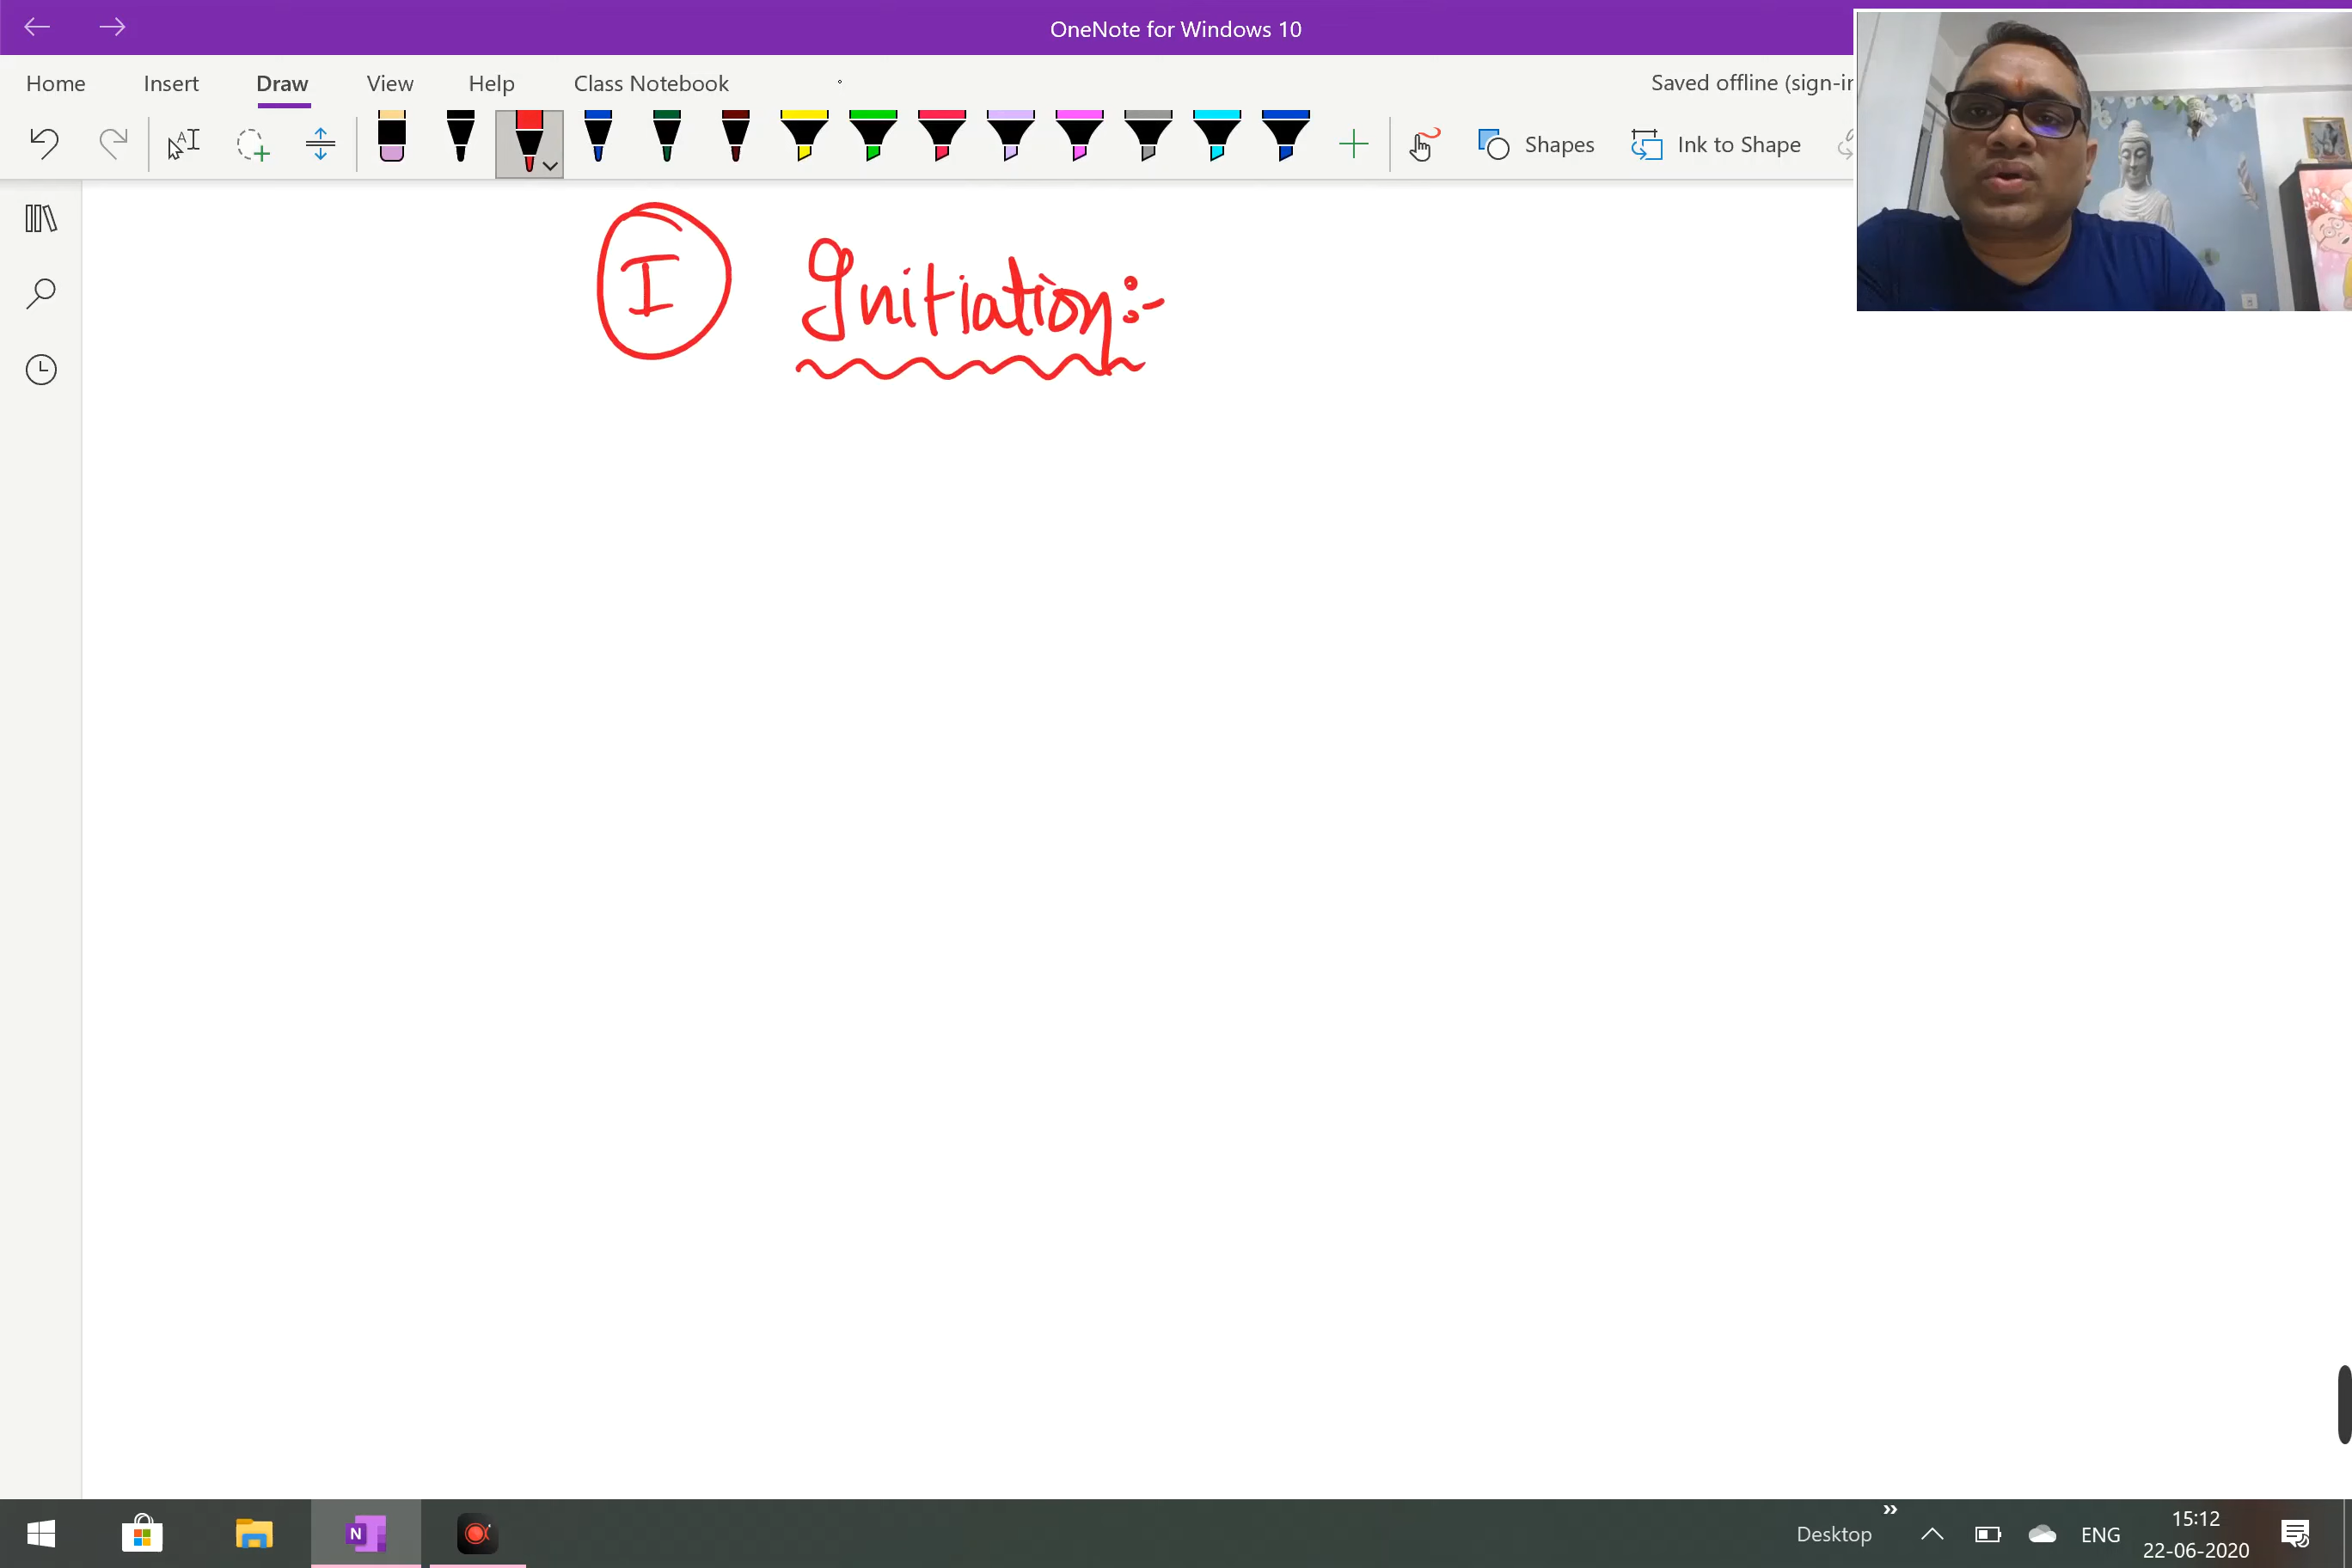 OneNote for Windows 10
Home Insert Draw View Help Class Notebook Saved offline (sign-in
Shapes Ink to Shape
I Initiation:-
Desktop ENG 15:12
22-06-2020